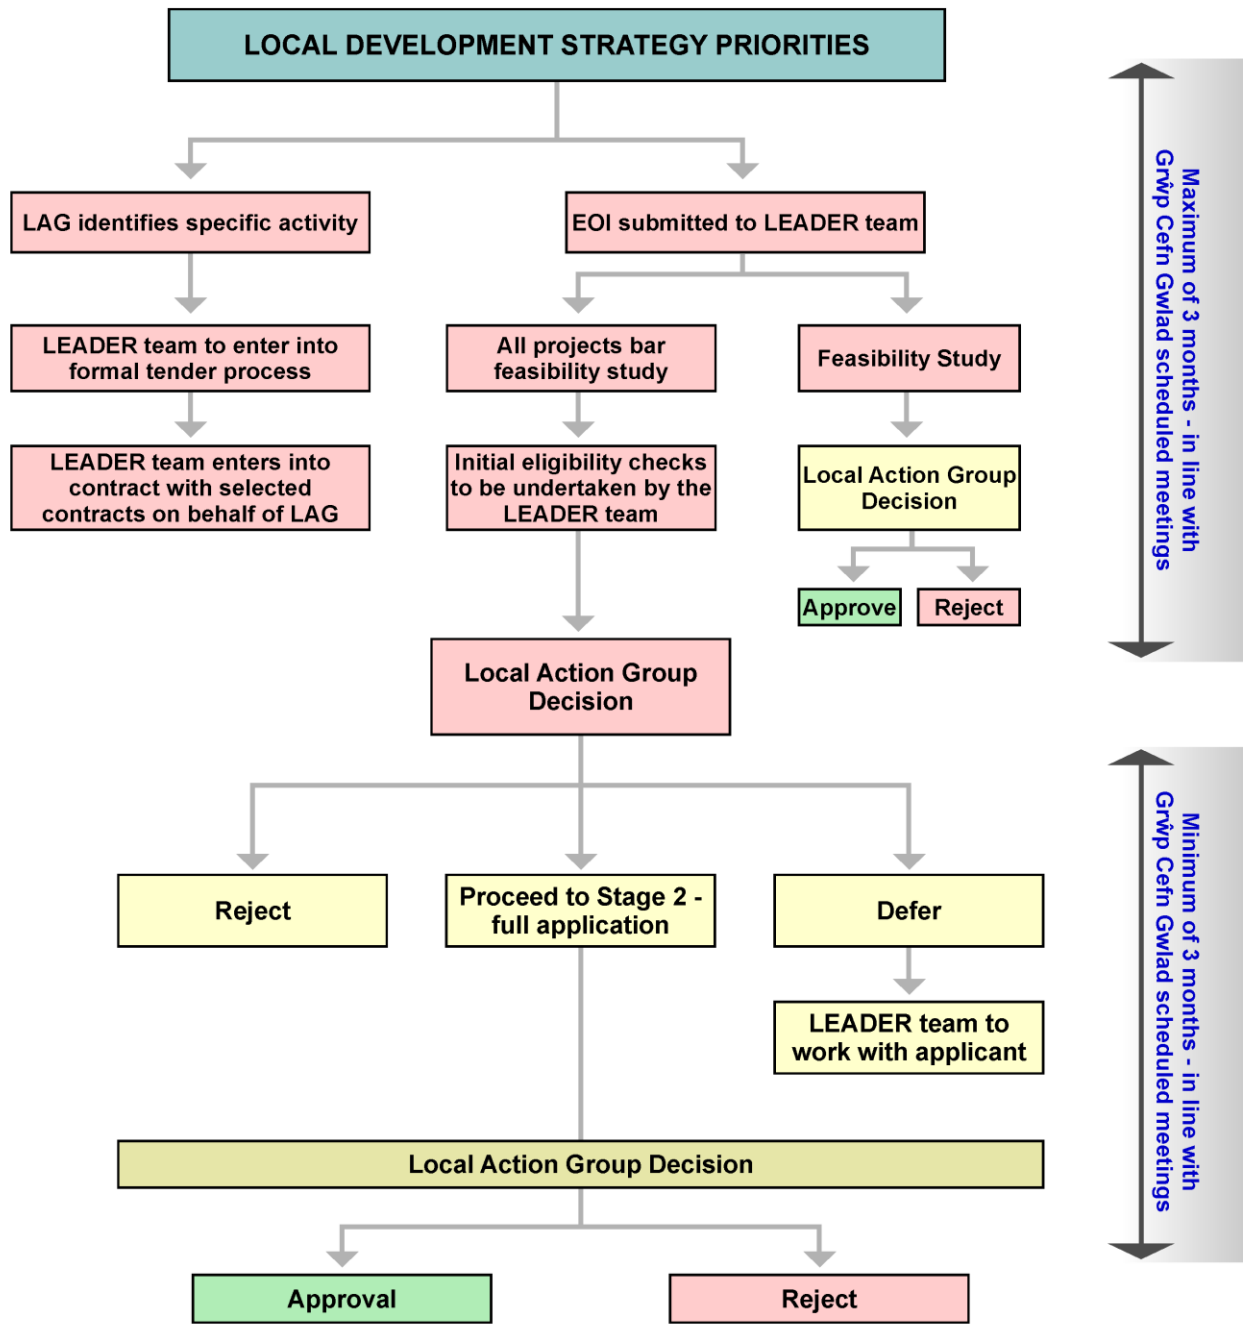 LOCAL DEVELOPMENT STRATEGY PRIORITIES
LAG identifies specific activity
EOI submitted to LEADER team
LEADER team to enter into
formal tender process
All projects bar
feasibility study
Feasibility Study
LEADER team enters into
contract with selected
contracts on behalf of LAG
Initial eligibility checks
to be undertaken by the
LEADER team
Local Action Group
Decision
Approve
Reject
Maximum of 3 months - in line with
Grŵp Cefn Gwlad scheduled meetings
Local Action Group
Decision
Reject
Proceed to Stage 2 -
full application
Defer
LEADER team to
work with applicant
Minimum of 3 months - in line with
Grŵp Cefn Gwlad scheduled meetings
Local Action Group Decision
Approval
Reject